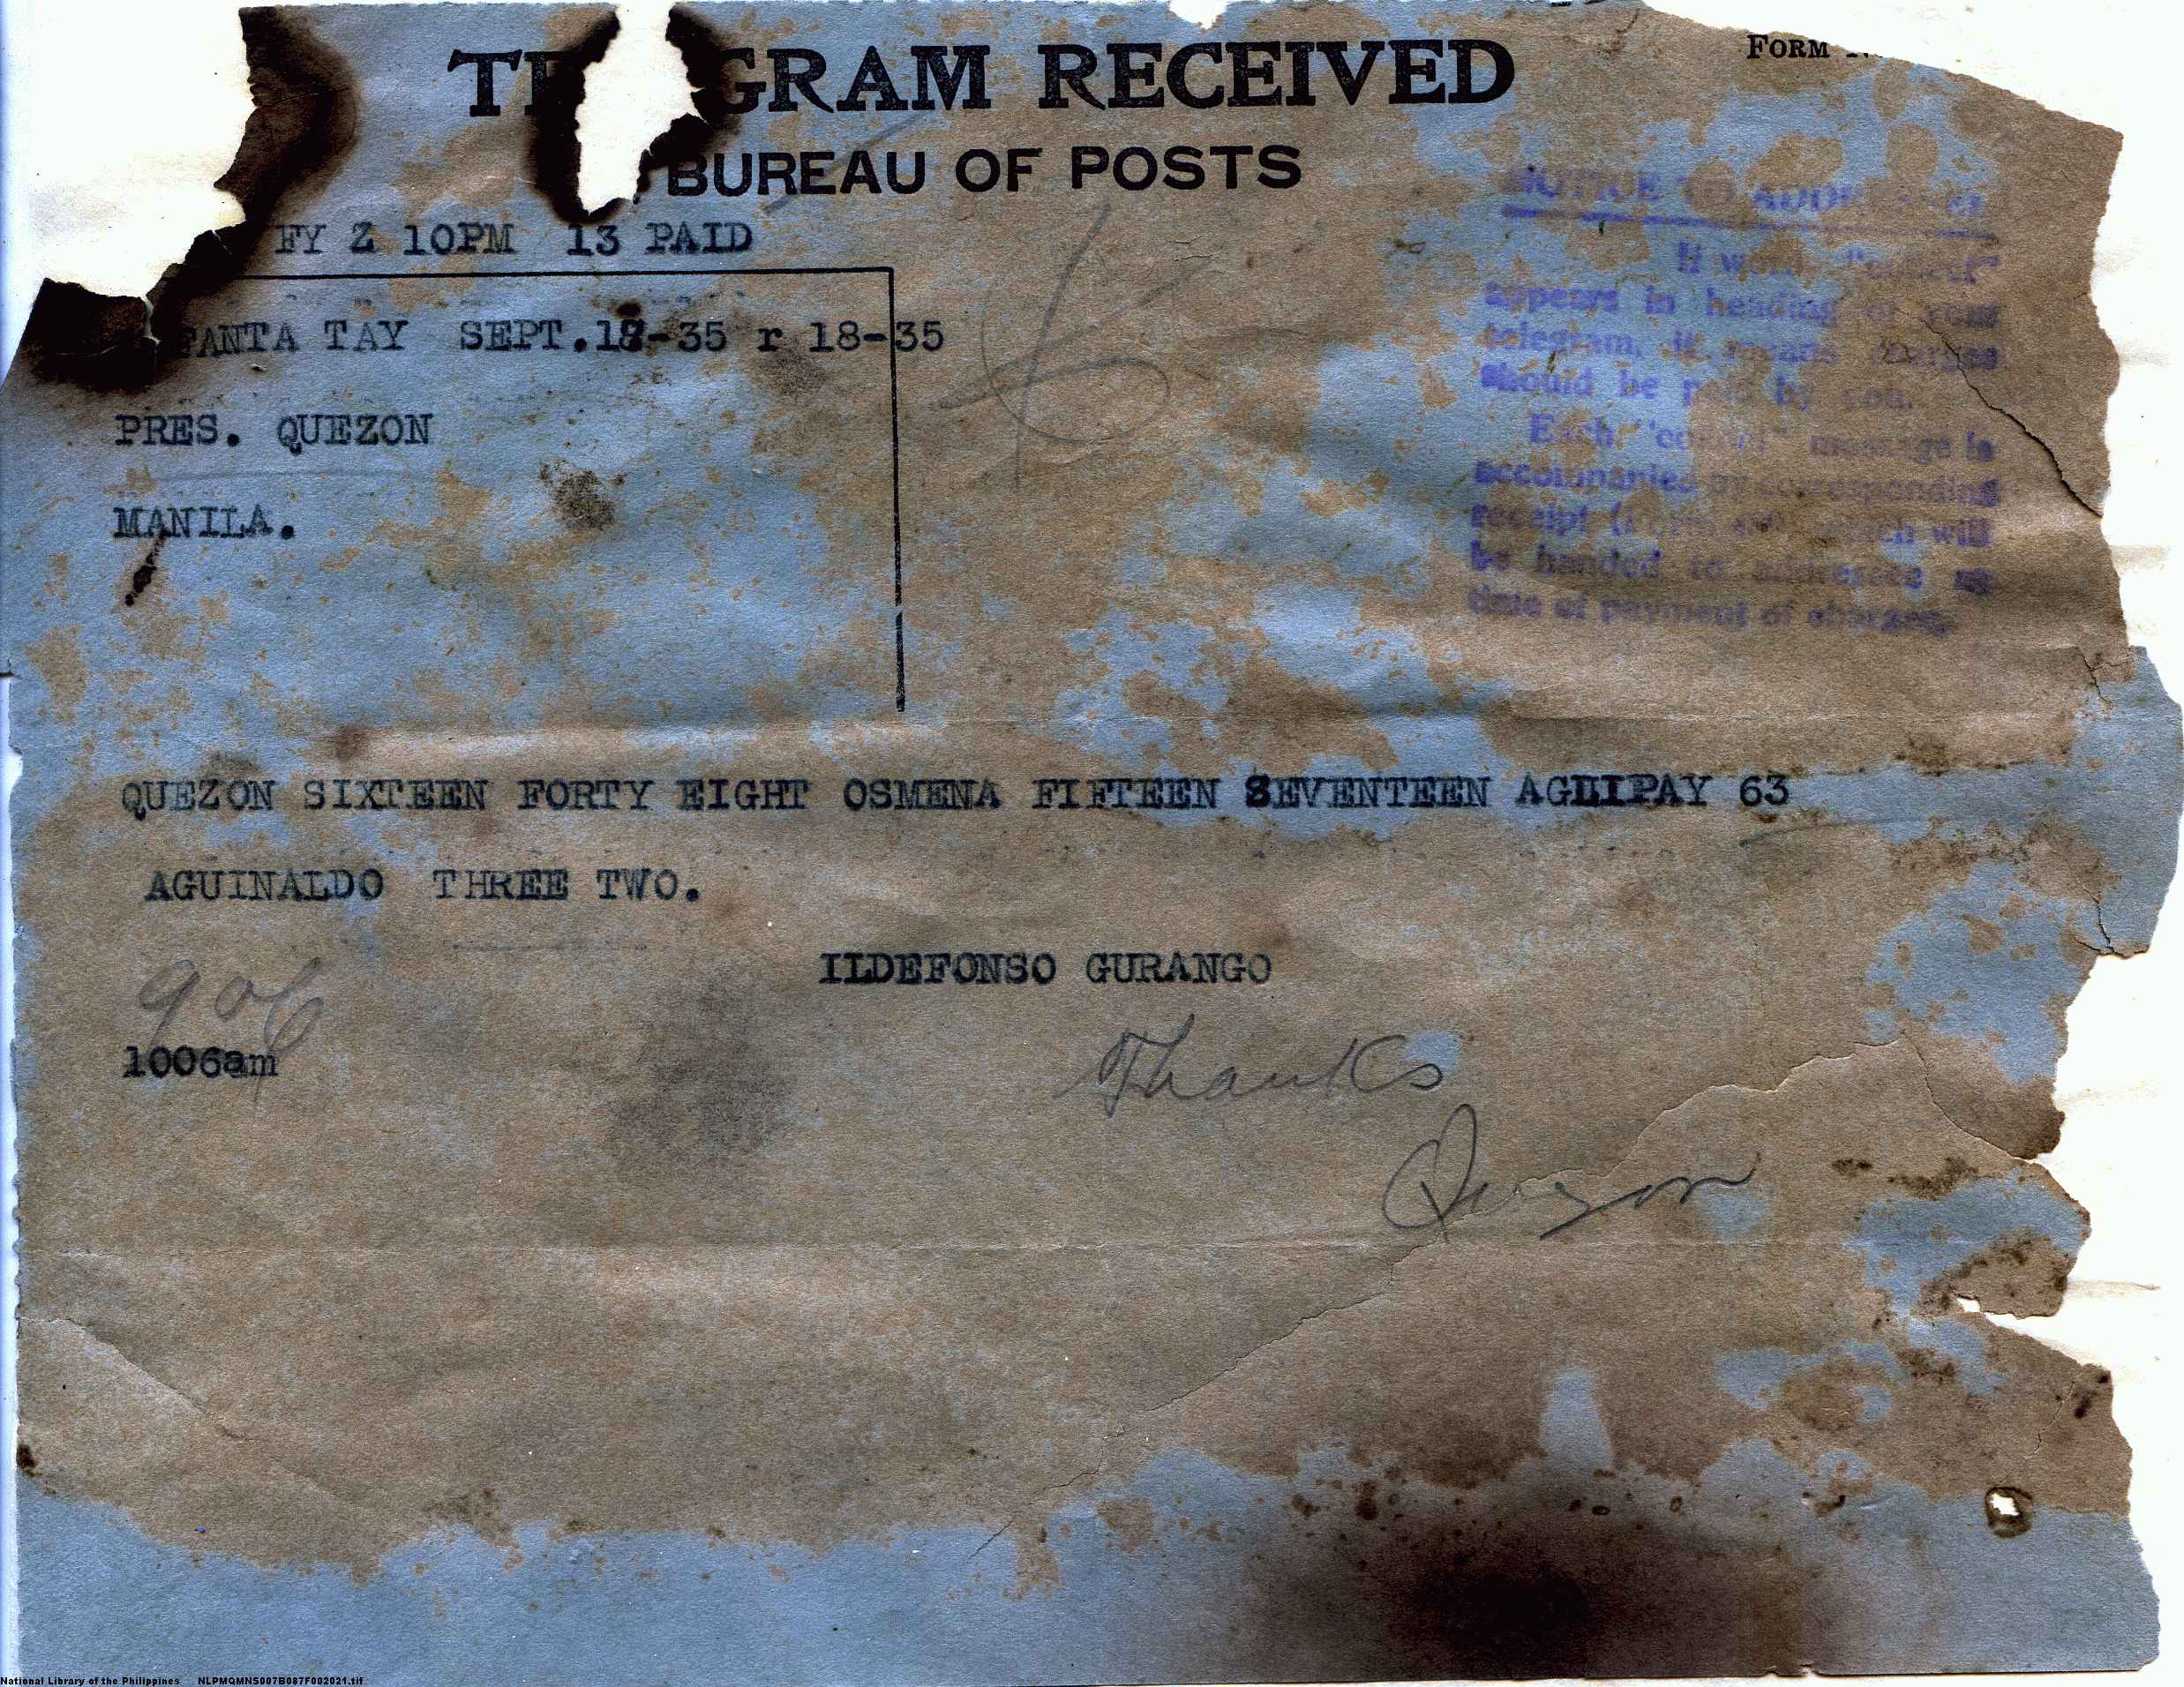 GRAM RECEIVED
FORM
BUREAU OF POSTS
FY Z 10PM 13 PAID
FANTA TAY SEPT.18-35 r 18-35
PRES. QUEZON
MANILA.
NOTICE TO
If
appears in heading of your
telegram, it means charges
should be paid by you.
Each message is
accompanied by corresponding
receipt which will
be handed to addressee
time of payment of charges.
QUEZON SIXTEEN FORTY EIGHT OSMENA FIFTEEN SEVENTEEN AGLIPAY 63
AGUINALDO THREE TWO.
ILDEFONSO GURANGO
906
1006am
Thanks
Quezon
National Library of the Philippines NLPMQMNS007B087F002021.tif